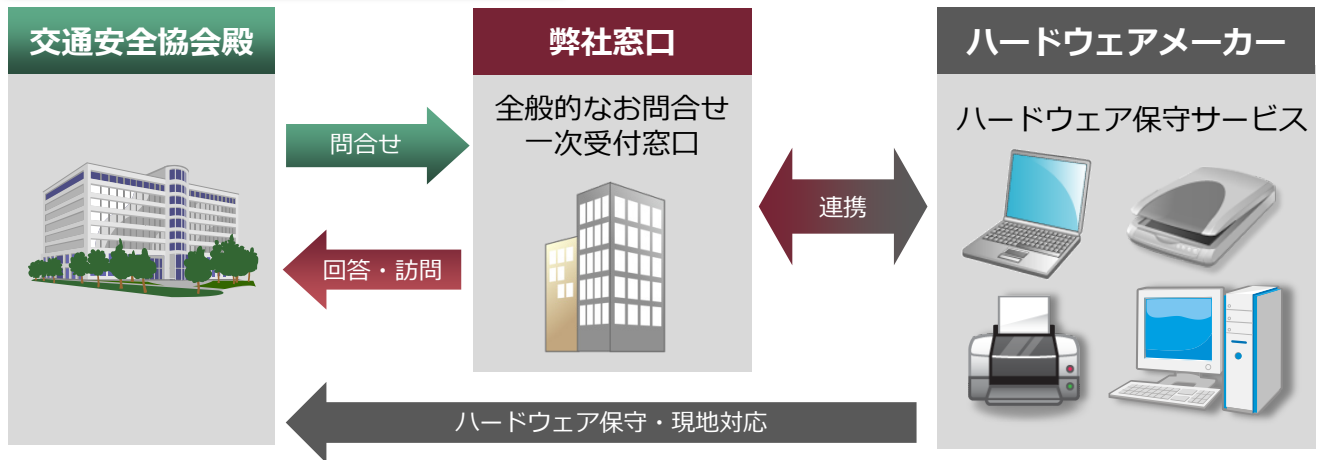 交通安全協会殿
弊社窓口
ハードウェアメーカー
全般的なお問合せ
一次受付窓口
ハードウェア保守サービス
問合せ
連携
回答・訪問
ハードウェア保守・現地対応